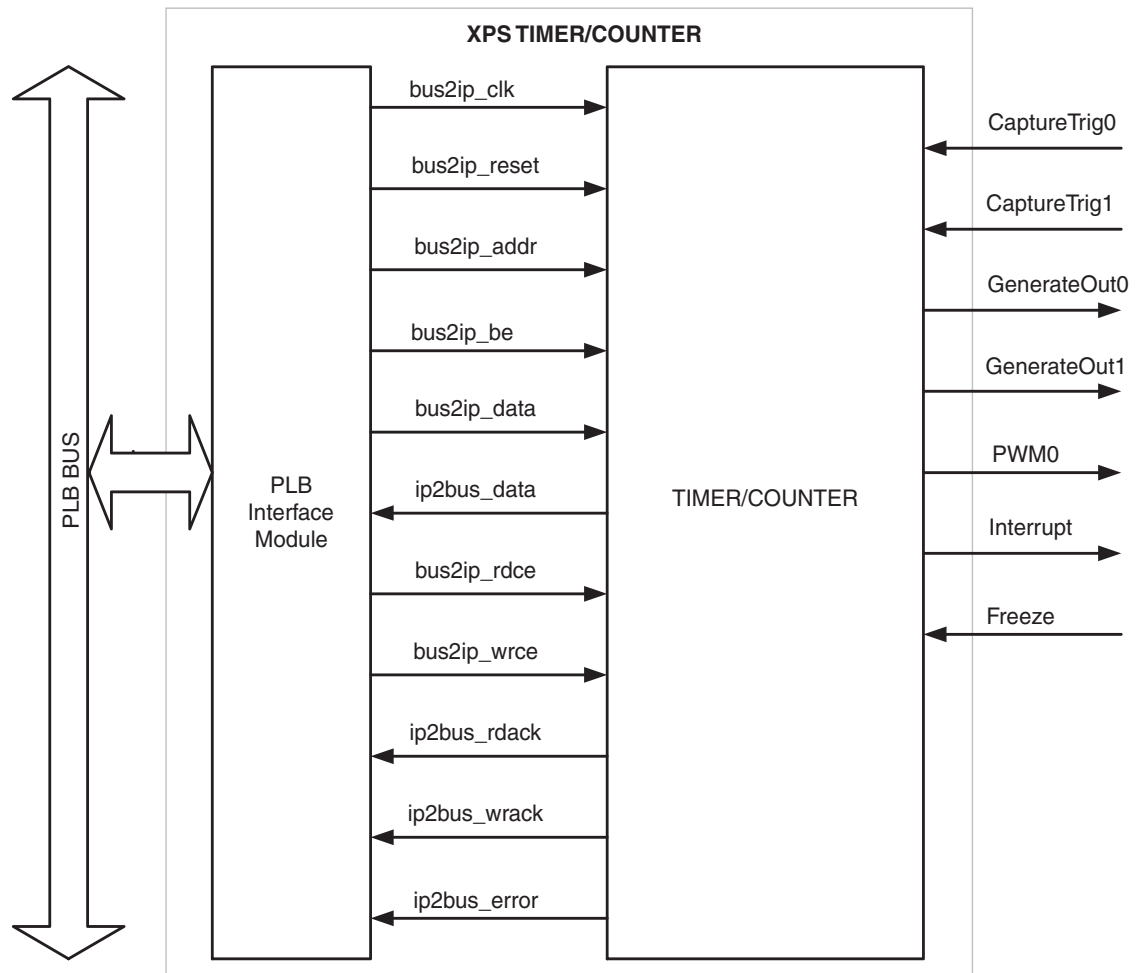 XPS TIMER/COUNTER
bus2ip_clk
CaptureTrig0
bus2ip_reset
CaptureTrig1
bus2ip_addr
GenerateOut0
bus2ip_be
GenerateOut1
bus2ip_data
PLB BUS
PWM0
PLB
Interface
Module
ip2bus_data
TIMER/COUNTER
Interrupt
bus2ip_rdce
Freeze
bus2ip_wrce
ip2bus_rdack
ip2bus_wrack
ip2bus_error